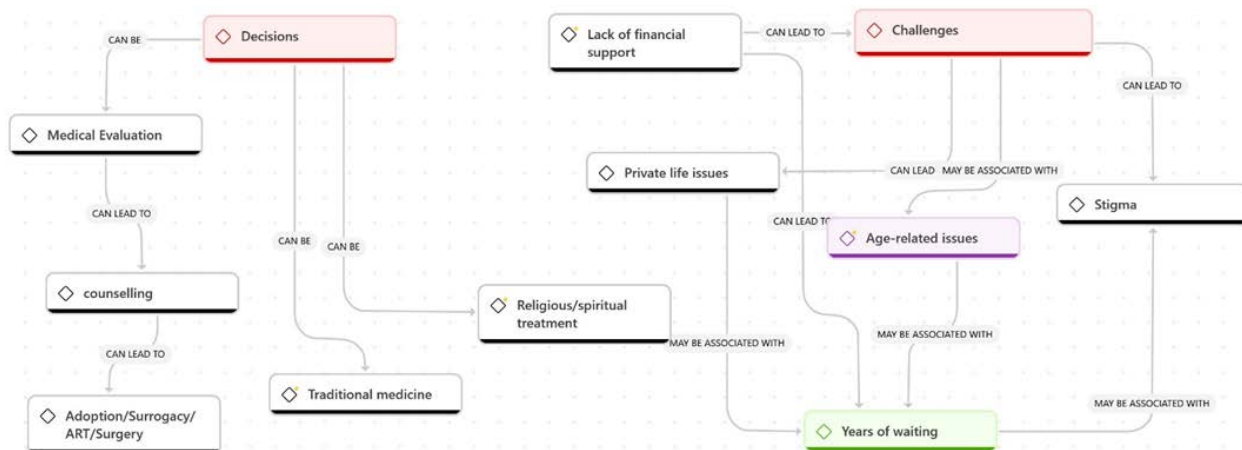 Decisions
CAN BE
Medical Evaluation
CAN LEAD TO
counselling
CAN LEAD TO
Adoption/Surrogacy/
ART/Surgery
CAN BE
CAN BE
Traditional medicine
Religious/spiritual
treatment
Lack of financial
support
CAN LEAD TO
Challenges
CAN LEAD TO
Stigma
Private life issues
CAN LEAD
MAY BE ASSOCIATED WITH
CAN LEAD TO
Age-related issues
MAY BE ASSOCIATED WITH
MAY BE ASSOCIATED WITH
Years of waiting
MAY BE ASSOCIATED WITH